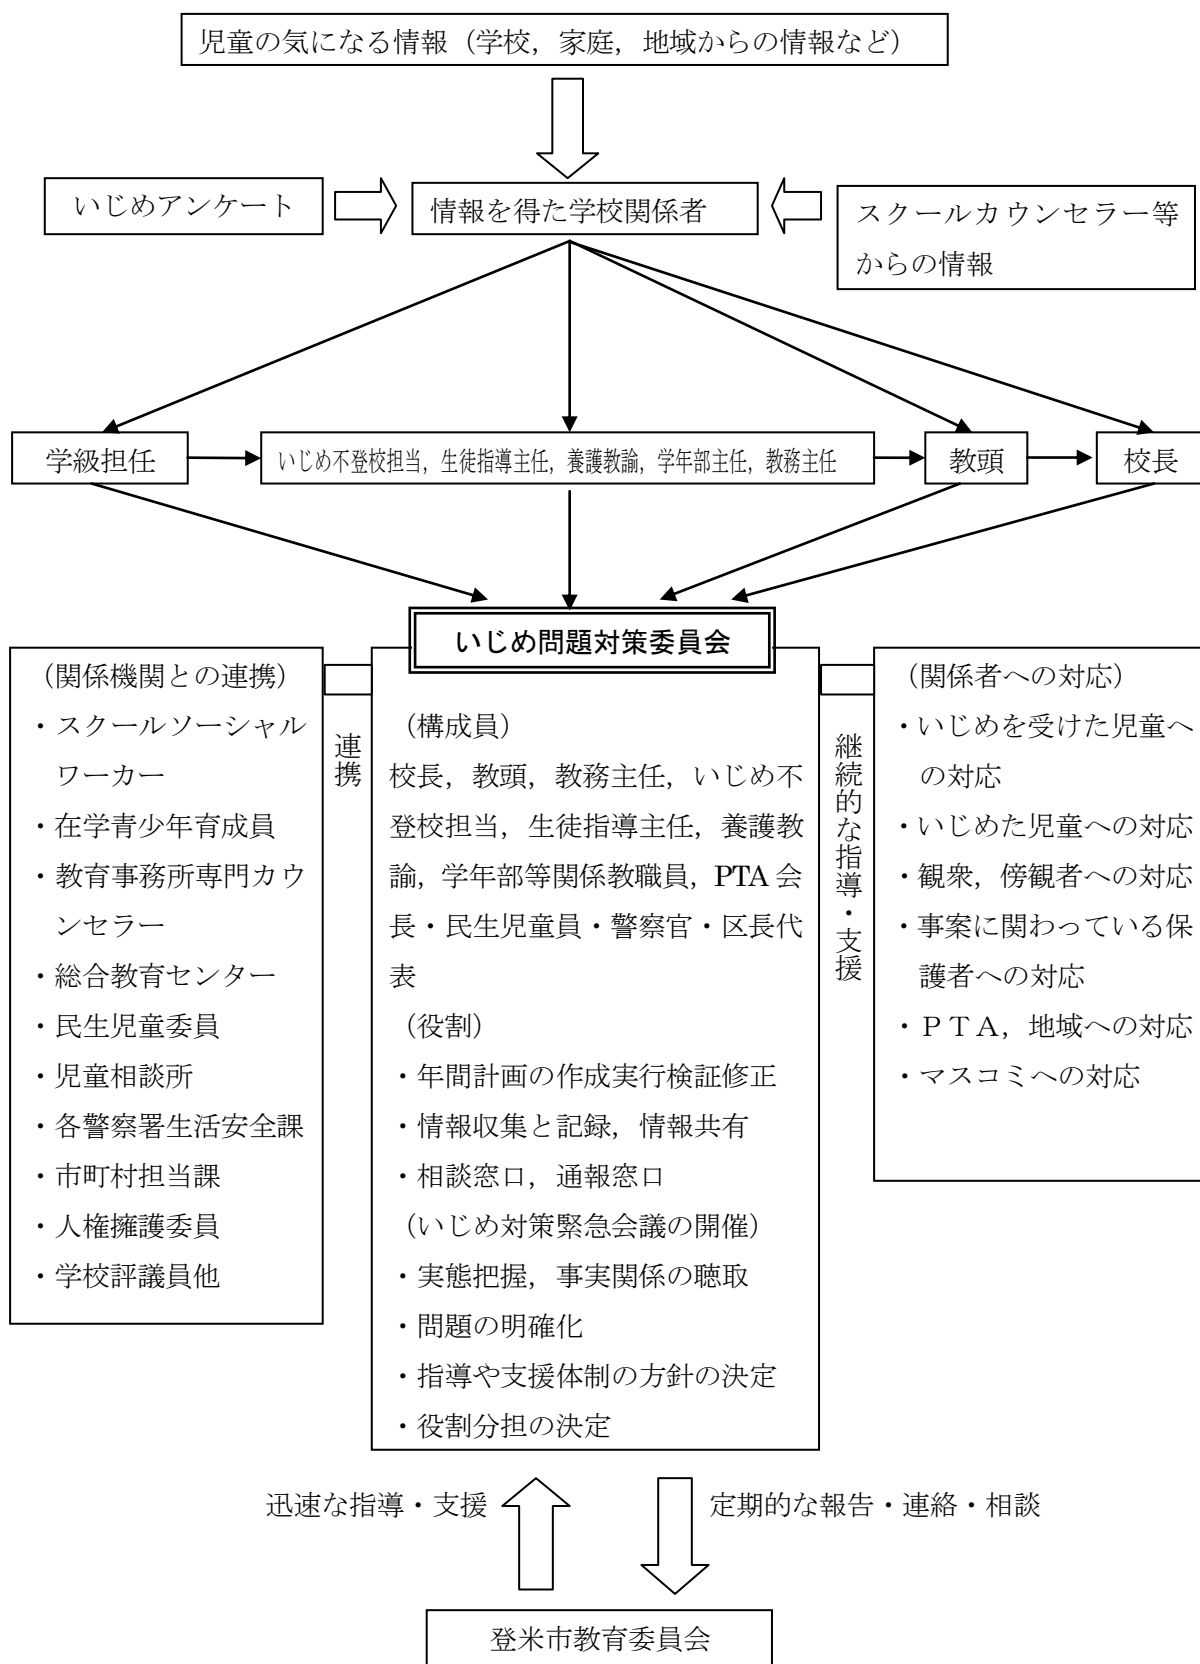 児童の気になる情報（学校，家庭，地域からの情報など）
いじめアンケート
情報を得た学校関係者
スクールカウンセラー等
からの情報
学級担任
いじめ不登校担当，生徒指導主任，養護教諭，学年部主任，教務主任
教頭
校長
いじめ問題対策委員会
（関係機関との連携）
・スクールソーシャル
ワーカー
・在学青少年育成員
・教育事務所専門カウ
ンセラー
・総合教育センター
・民生児童委員
・児童相談所
・各警察署生活安全課
・市町村担当課
・人権擁護委員
・学校評議員他
連携
（構成員）
校長，教頭，教務主任，いじめ不
登校担当，生徒指導主任，養護教
諭，学年部等関係教職員，PTA 会
長・民生児童員・警察官・区長代
表
（役割）
・年間計画の作成実行検証修正
・情報収集と記録，情報共有
・相談窓口，通報窓口
（いじめ対策緊急会議の開催）
・実態把握，事実関係の聴取
・問題の明確化
・指導や支援体制の方針の決定
・役割分担の決定
継続的な指導・支援
（関係者への対応）
・いじめを受けた児童へ
の対応
・いじめた児童への対応
・観衆，傍観者への対応
・事案に関わっている保
護者への対応
・ＰＴＡ，地域への対応
・マスコミへの対応
迅速な指導・支援
定期的な報告・連絡・相談
登米市教育委員会